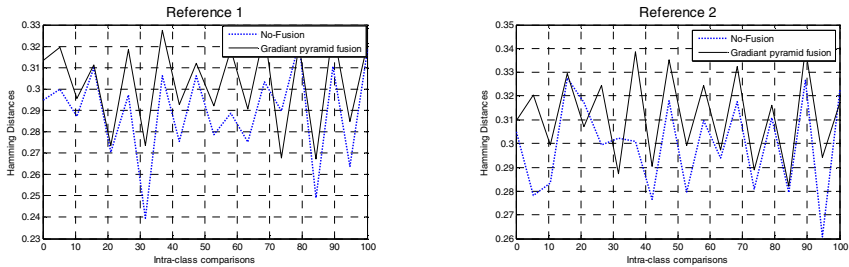 Reference 1
0.33
0.32
0.31
0.3
0.29
0.28
0.27
0.26
0.25
0.24
0.23
Hamming Distances
No-Fusion
Gradiant pyramid fusion
0 10 20 30 40 50 60 70 80 90 100
Intra-class comparisons
Reference 2
0.35
0.34
0.33
0.32
0.31
0.3
0.29
0.28
0.27
0.26
Hamming Distances
No-Fusion
Gradiant pyramid fusion
0 10 20 30 40 50 60 70 80 90 100
Intra-class comparisons